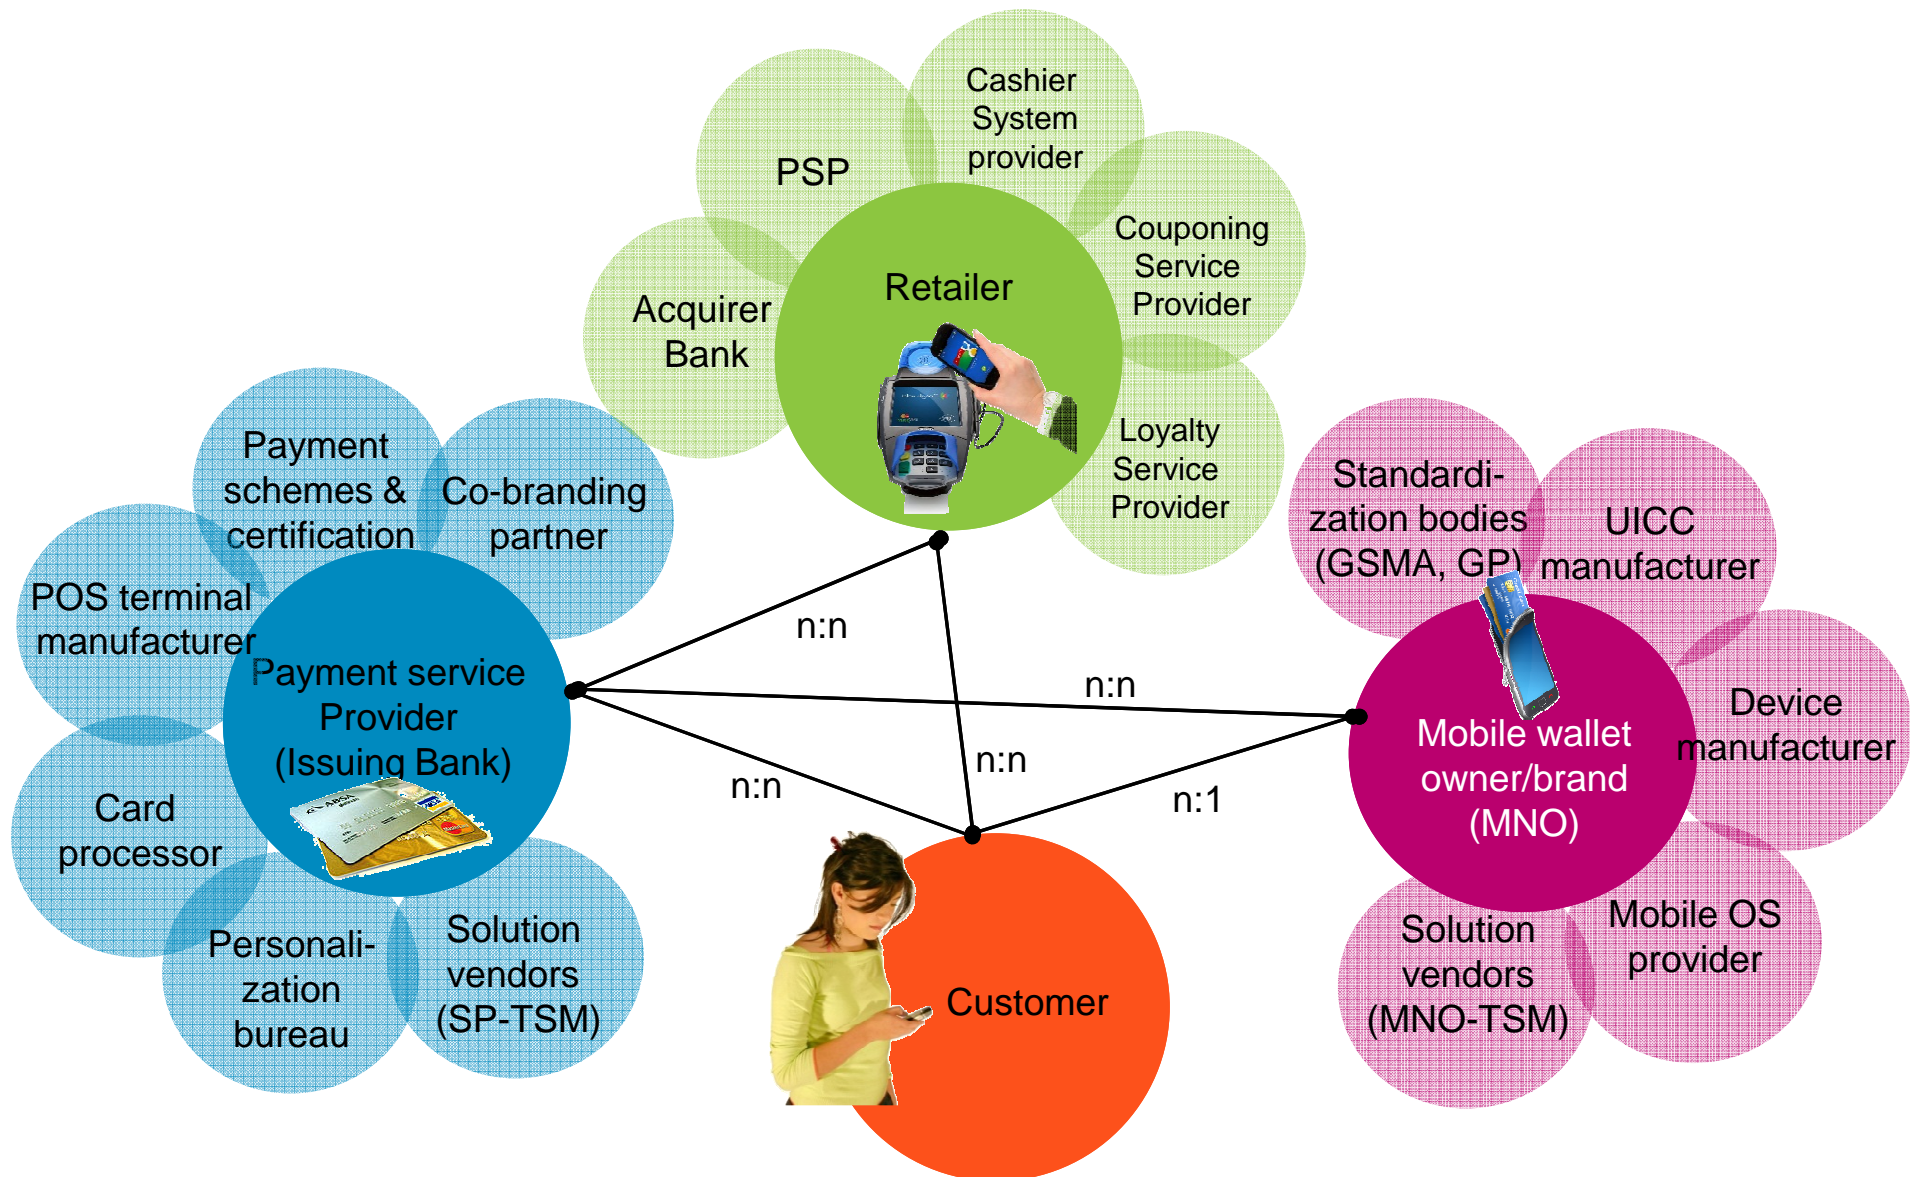 Cashier
System
provider
PSP
Couponing
Service
Provider
Retailer
Acquirer
Bank
Loyalty
Service
Provider
Payment
schemes &
certification
Co-branding
partner
POS terminal
manufacturer
Payment service
Provider
(Issuing Bank)
ABSA
Card
processor
Personali-
zation
bureau
Solution
vendors
(SP-TSM)
n:n
n:n
n:n
n:n
n:1
Customer
Standardi-
zation bodies
(GSMA, GP)
UICC
manufacturer
Device
manufacturer
Mobile wallet
owner/brand
(MNO)
Mobile OS
provider
Solution
vendors
(MNO-TSM)